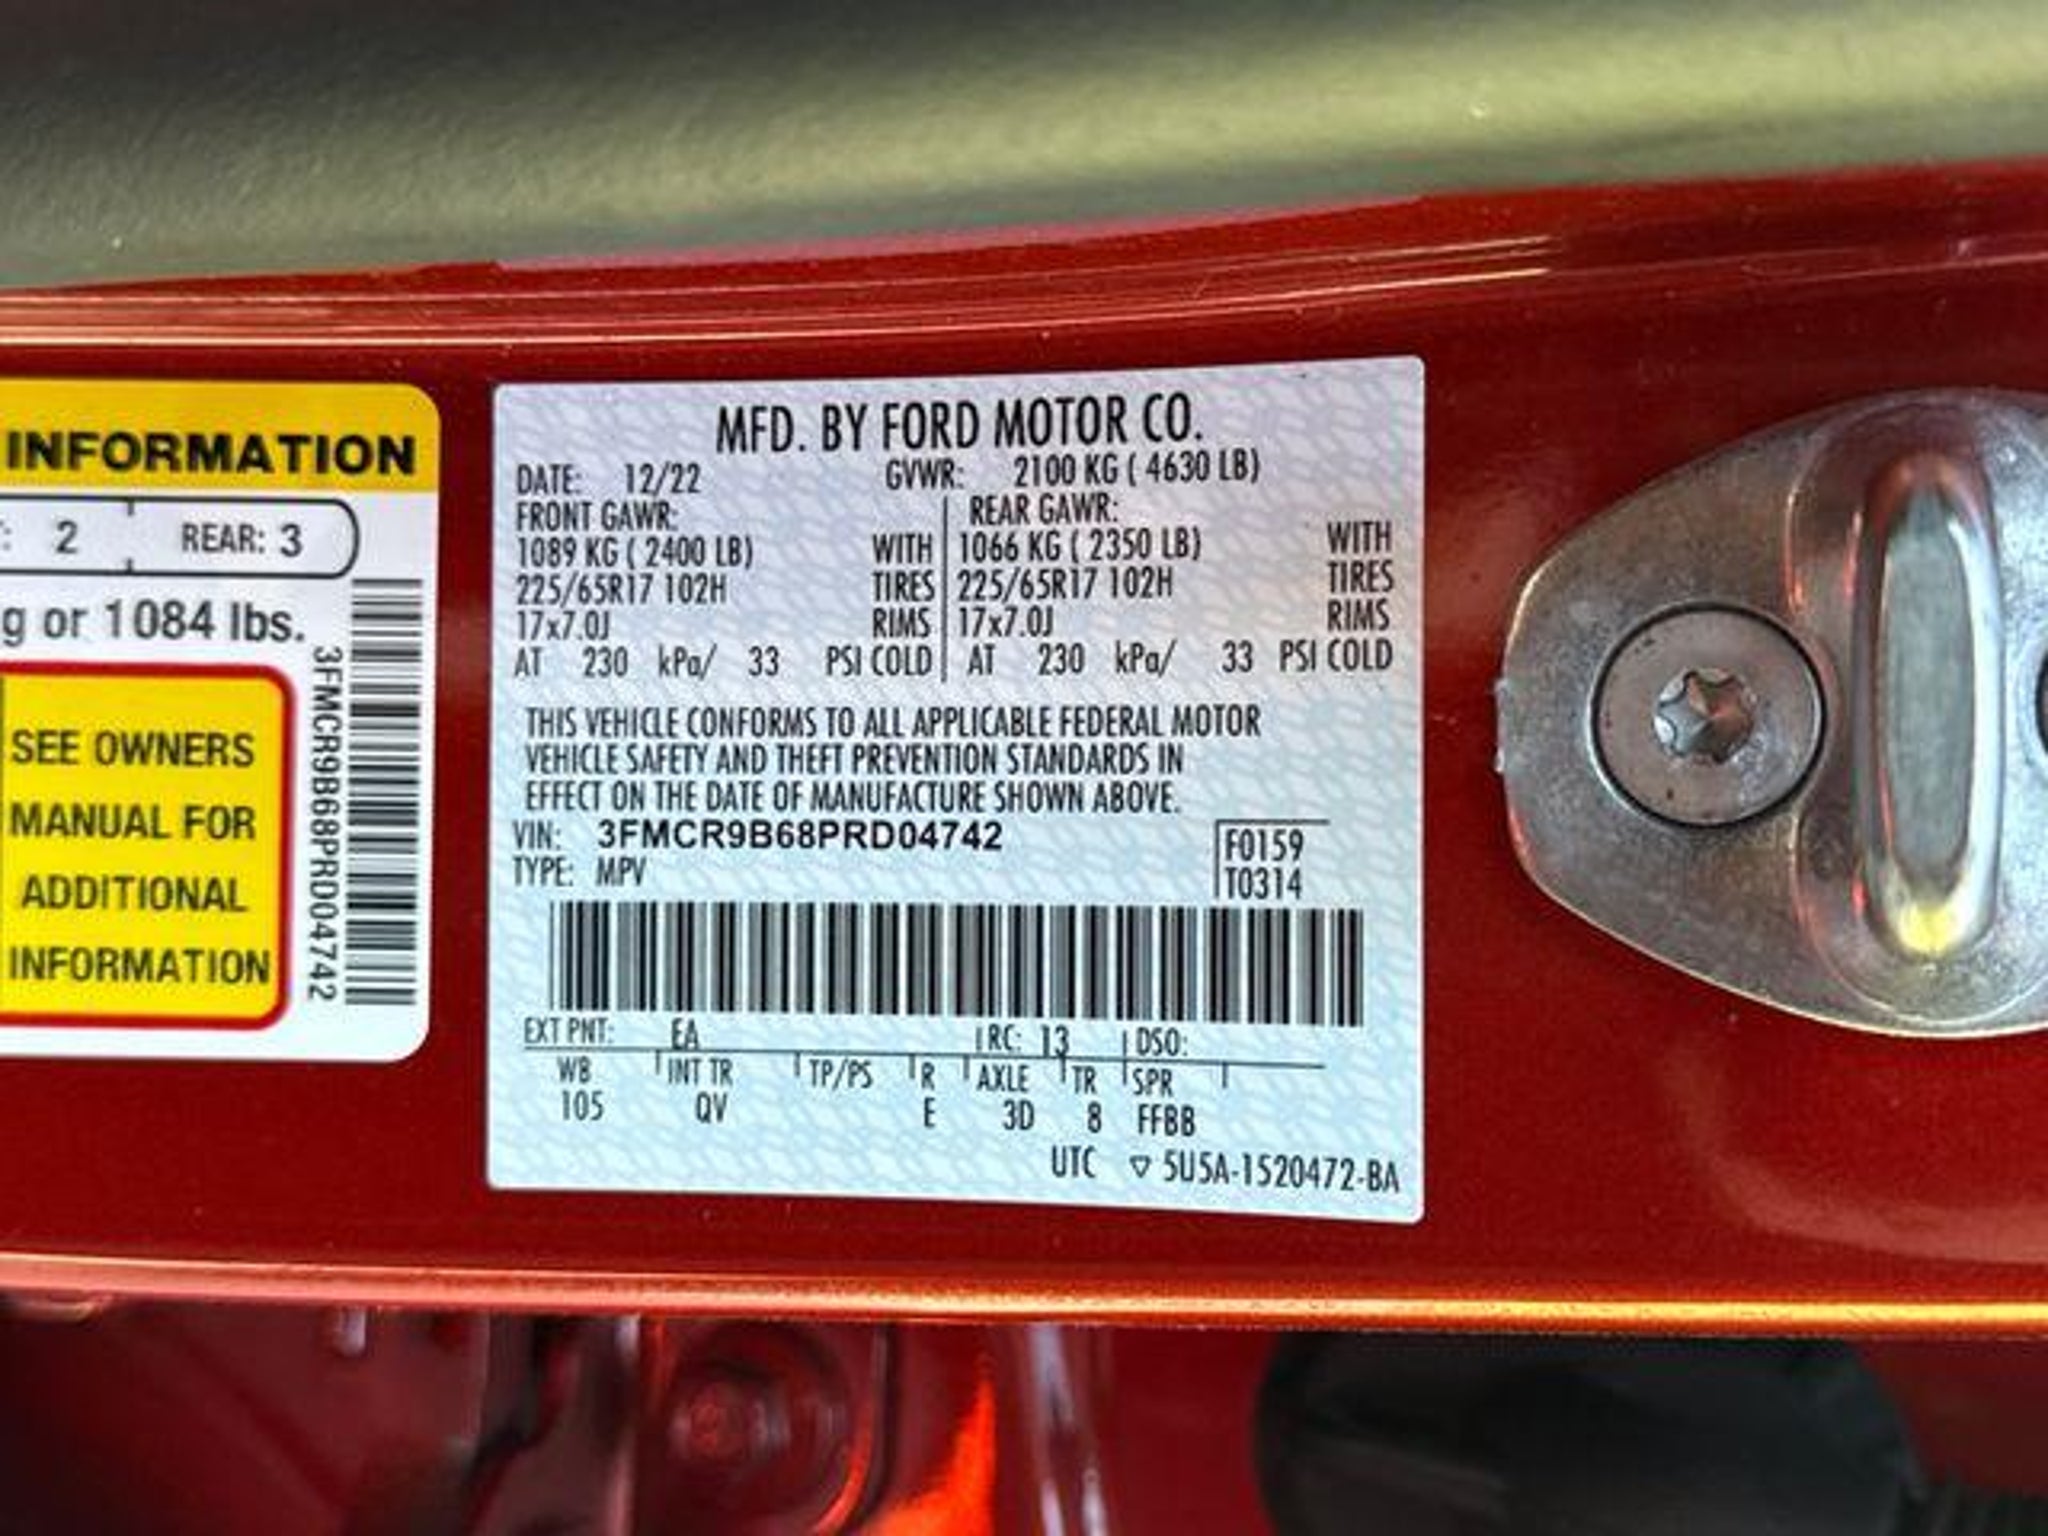 INFORMATION
: 2 REAR: 3
g or 1084 lbs.
SEE OWNERS
MANUAL FOR
ADDITIONAL
INFORMATION
3FMCR9B68PRD04742
MFD. BY FORD MOTOR CO.
DATE: 12/22 GVWR: 2100 KG ( 4630 LB)
FRONT GAWR: REAR GAWR:
1089 KG ( 2400 LB) WITH 1066 KG ( 2350 LB) WITH
225/65R17 102H TIRES 225/65R17 102H TIRES
17x7.0J RIMS 17x7.0J RIMS
AT 230 kPa/ 33 PSI COLD AT 230 kPa/ 33 PSI COLD
THIS VEHICLE CONFORMS TO ALL APPLICABLE FEDERAL MOTOR
VEHICLE SAFETY AND THEFT PREVENTION STANDARDS IN
EFFECT ON THE DATE OF MANUFACTURE SHOWN ABOVE.
VIN: 3FMCR9B68PRD04742 F0159
TYPE: MPV T0314
EXT PNT: EA RC: 13 DSO:
WB INT TR TP/PS R AXLE TR SPR
105 QV E 3D 8 FFBB
UTC ▽ 5U5A-1520472-BA